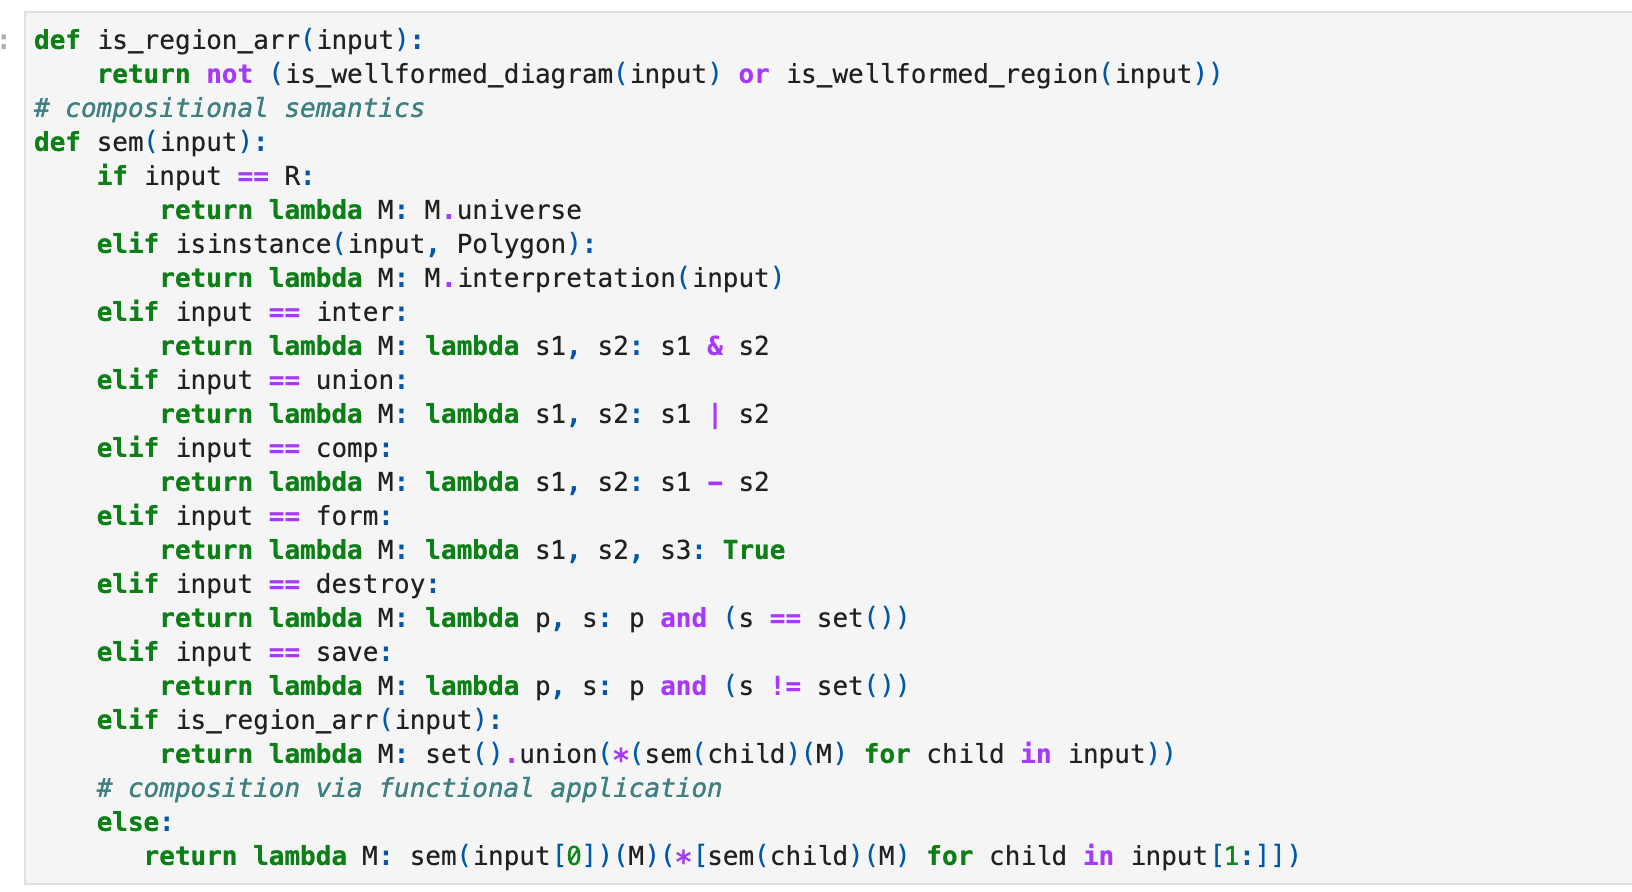 :
def is_region_arr(input):
    return not (is_wellformed_diagram(input) or is_wellformed_region(input))
# compositional semantics
def sem(input):
    if input == R:
        return lambda M: M.universe
    elif isinstance(input, Polygon):
        return lambda M: M.interpretation(input)
    elif input == inter:
        return lambda M: lambda s1, s2: s1 & s2
    elif input == union:
        return lambda M: lambda s1, s2: s1 | s2
    elif input == comp:
        return lambda M: lambda s1, s2: s1 - s2
    elif input == form:
        return lambda M: lambda s1, s2, s3: True
    elif input == destroy:
        return lambda M: lambda p, s: p and (s == set())
    elif input == save:
        return lambda M: lambda p, s: p and (s != set())
    elif is_region_arr(input):
        return lambda M: set().union(*(sem(child)(M) for child in input))
    # composition via functional application
    else:
       return lambda M: sem(input[0])(M)(*[sem(child)(M) for child in input[1:]])